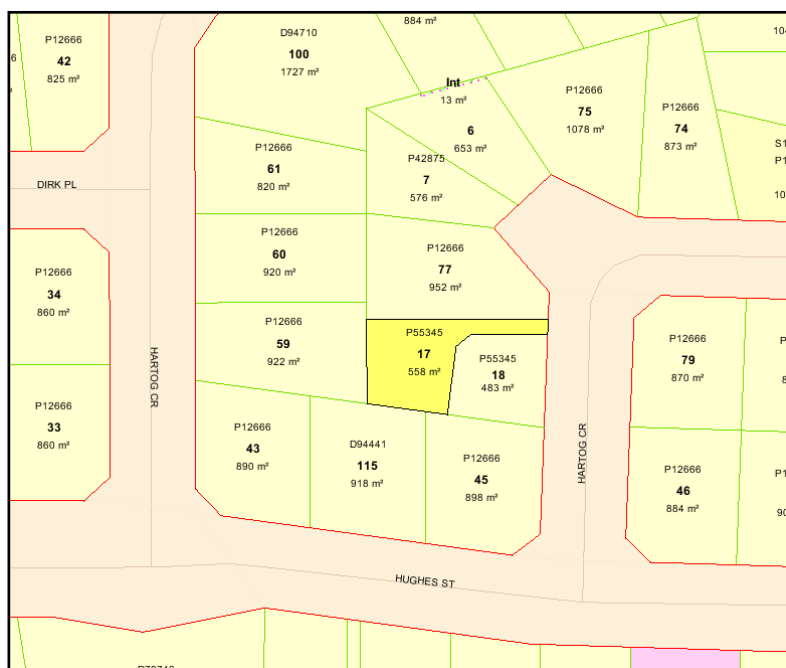 884 m²
P12666
42
825 m²
D94710
100
1727 m²
Int
13 m²
6
653 m²
P12666
75
1078 m²
P12666
74
873 m²
P12666
61
820 m²
P42875
7
576 m²
DIRK PL
P12666
60
920 m²
P12666
77
952 m²
P12666
34
860 m²
P12666
59
922 m²
P55345
17
558 m²
P55345
18
483 m²
P12666
79
870 m²
HARTOG CR
P12666
33
860 m²
P12666
43
890 m²
D94441
115
918 m²
P12666
45
898 m²
HARTOG CR
P12666
46
884 m²
HUGHES ST